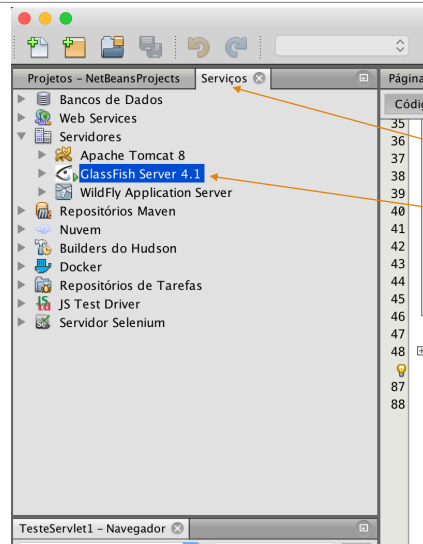 Projetos – NetBeansProjects Serviços
Bancos de Dados
Web Services
Servidores
Apache Tomcat 8
GlassFish Server 4.1
WildFly Application Server
Repositórios Maven
Nuvem
Builders do Hudson
Docker
Repositórios de Tarefas
JS Test Driver
Servidor Selenium
TesteServlet1 – Navegador
Página
Códig
35
36
37
38
39
40
41
42
43
44
45
46
47
48
87
88